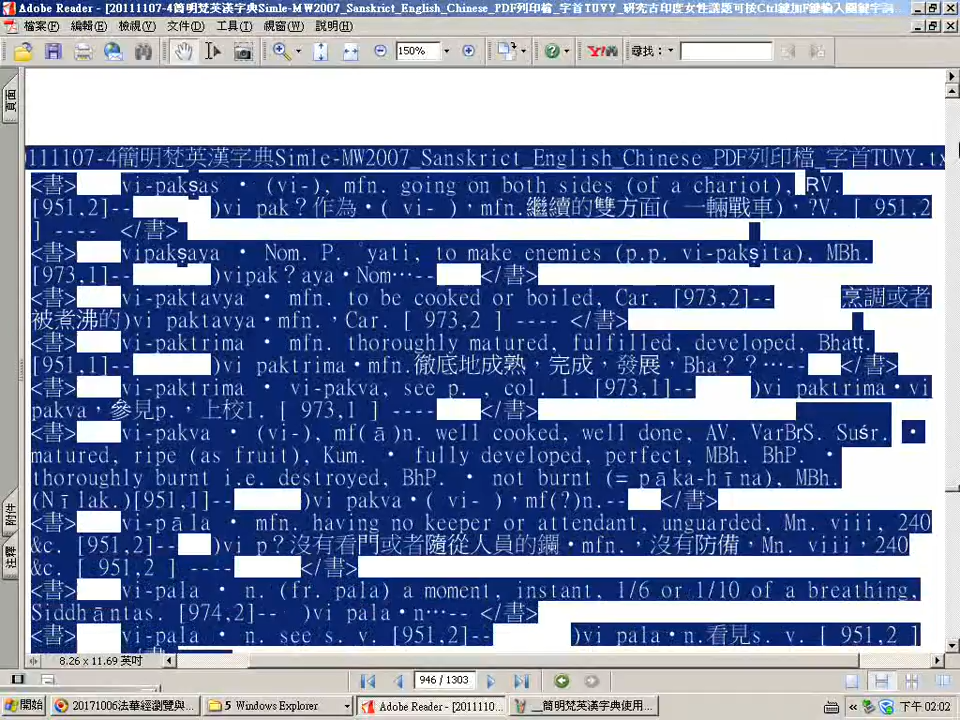 Adobe Reader - [20111107-4簡明梵英漢字典Simle-MW2007_Sanskrict_English_Chinese_PDF列印檔_字首TUVY_研究古印度女性議題可按Ctrl鍵加F鍵輸入關鍵字詞
檔案(F) 編輯(E) 檢視(V) 文件(D) 工具(T) 視窗(W) 說明(H)
150% Y! 尋找:
頁面
0111107-4簡明梵英漢字典Simle-MW2007_Sanskrict_English_Chinese_PDF列印檔_字首TUVY.tx
<書> vi-pakṣas • (vi-), mfn. going on both sides (of a chariot), RV.
[951,2]-- )vi pak?作為•( vi- ),mfn.繼續的雙方面( 一輛戰車),?V. [ 951,2
] ---- </書>
<書> vipakṣaya • Nom. P. °yati, to make enemies (p.p. vi-pakṣita), MBh.
[973,1]-- )vipak?aya•Nom…-- </書>
<書> vi-paktavya • mfn. to be cooked or boiled, Car. [973,2]-- 烹調或者
被煮沸的)vi paktavya•mfn.,Car. [ 973,2 ] ---- </書>
<書> vi-paktrima • mfn. thoroughly matured, fulfilled, developed, Bhaṭṭ.
[951,1]-- )vi paktrima•mfn.徹底地成熟,完成,發展,Bha??…-- </書>
<書> vi-paktrima • vi-pakva, see p. , col. 1. [973,1]-- )vi paktrima•vi
pakva,參見p.,上校1. [ 973,1 ] ---- </書>
<書> vi-pakva • (vi-), mf(ā)n. well cooked, well done, AV. VarBrS. Suśr. •
matured, ripe (as fruit), Kum. • fully developed, perfect, MBh. BhP. •
thoroughly burnt i.e. destroyed, BhP. • not burnt (= pāka-hīna), MBh.
(Nīlak.)[951,1]-- )vi pakva•( vi- ),mf(?)n.-- </書>
<書> vi-pāla • mfn. having no keeper or attendant, unguarded, Mn. viii, 240
&c. [951,2]-- )vi p?沒有看門或者隨從人員的鑭•mfn.,沒有防備,Mn. viii,240
&c. [ 951,2 ] ---- </書>
<書> vi-pala • n. (fr. pala) a moment, instant, 1/6 or 1/10 of a breathing,
Siddhāntas. [974,2]-- )vi pala•n…-- </書>
<書> vi-pala • n. see s. v. [951,2]-- )vi pala•n.看見s. v. [ 951,2 ]
附件
注釋
8.26 x 11.69 英吋
946 / 1303
開始 20171006法華經瀏覽與... 5 Windows Explorer Adobe Reader - [2011110... __簡明梵英漢字典使用... 下午 02:02